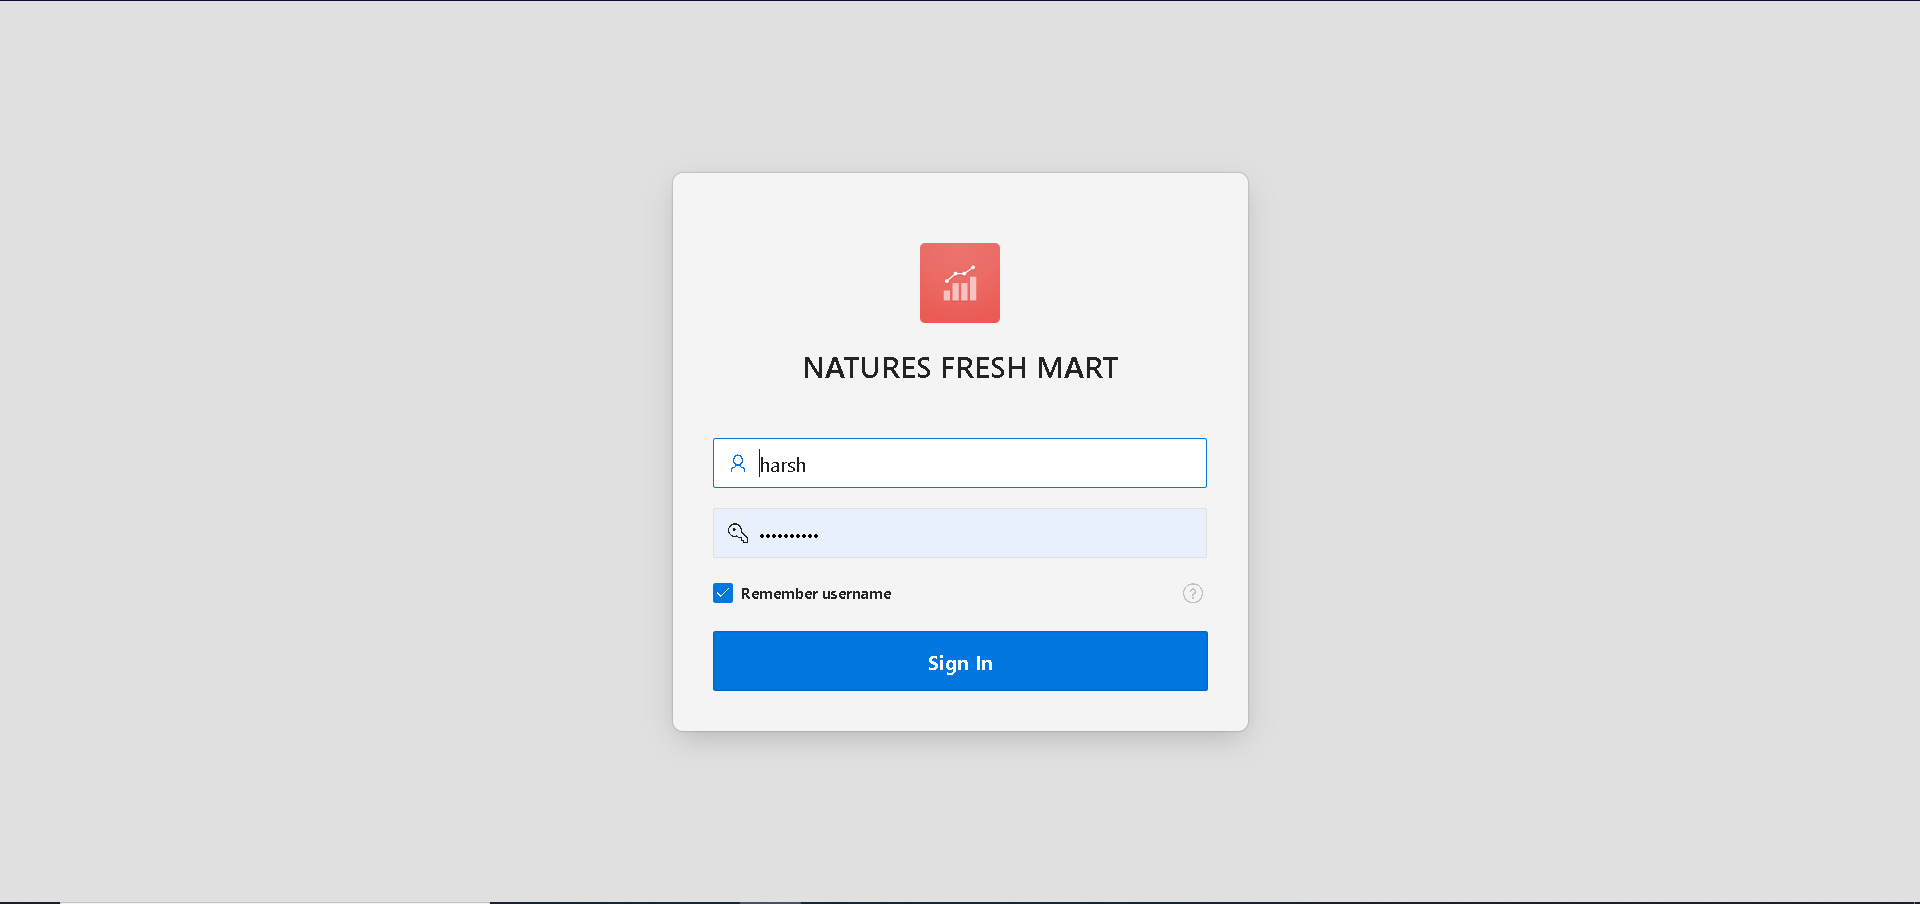 NATURES FRESH MART
harsh
••••••••••
Remember username
?
Sign In